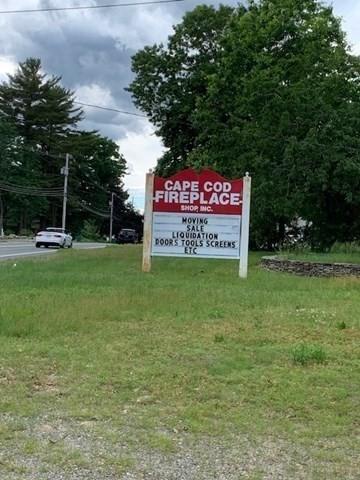 CAPE COD
FIREPLACE
SHOP, INC.
MOVING
SALE
LIQUIDATION
DOORS TOOLS SCREENS
ETC